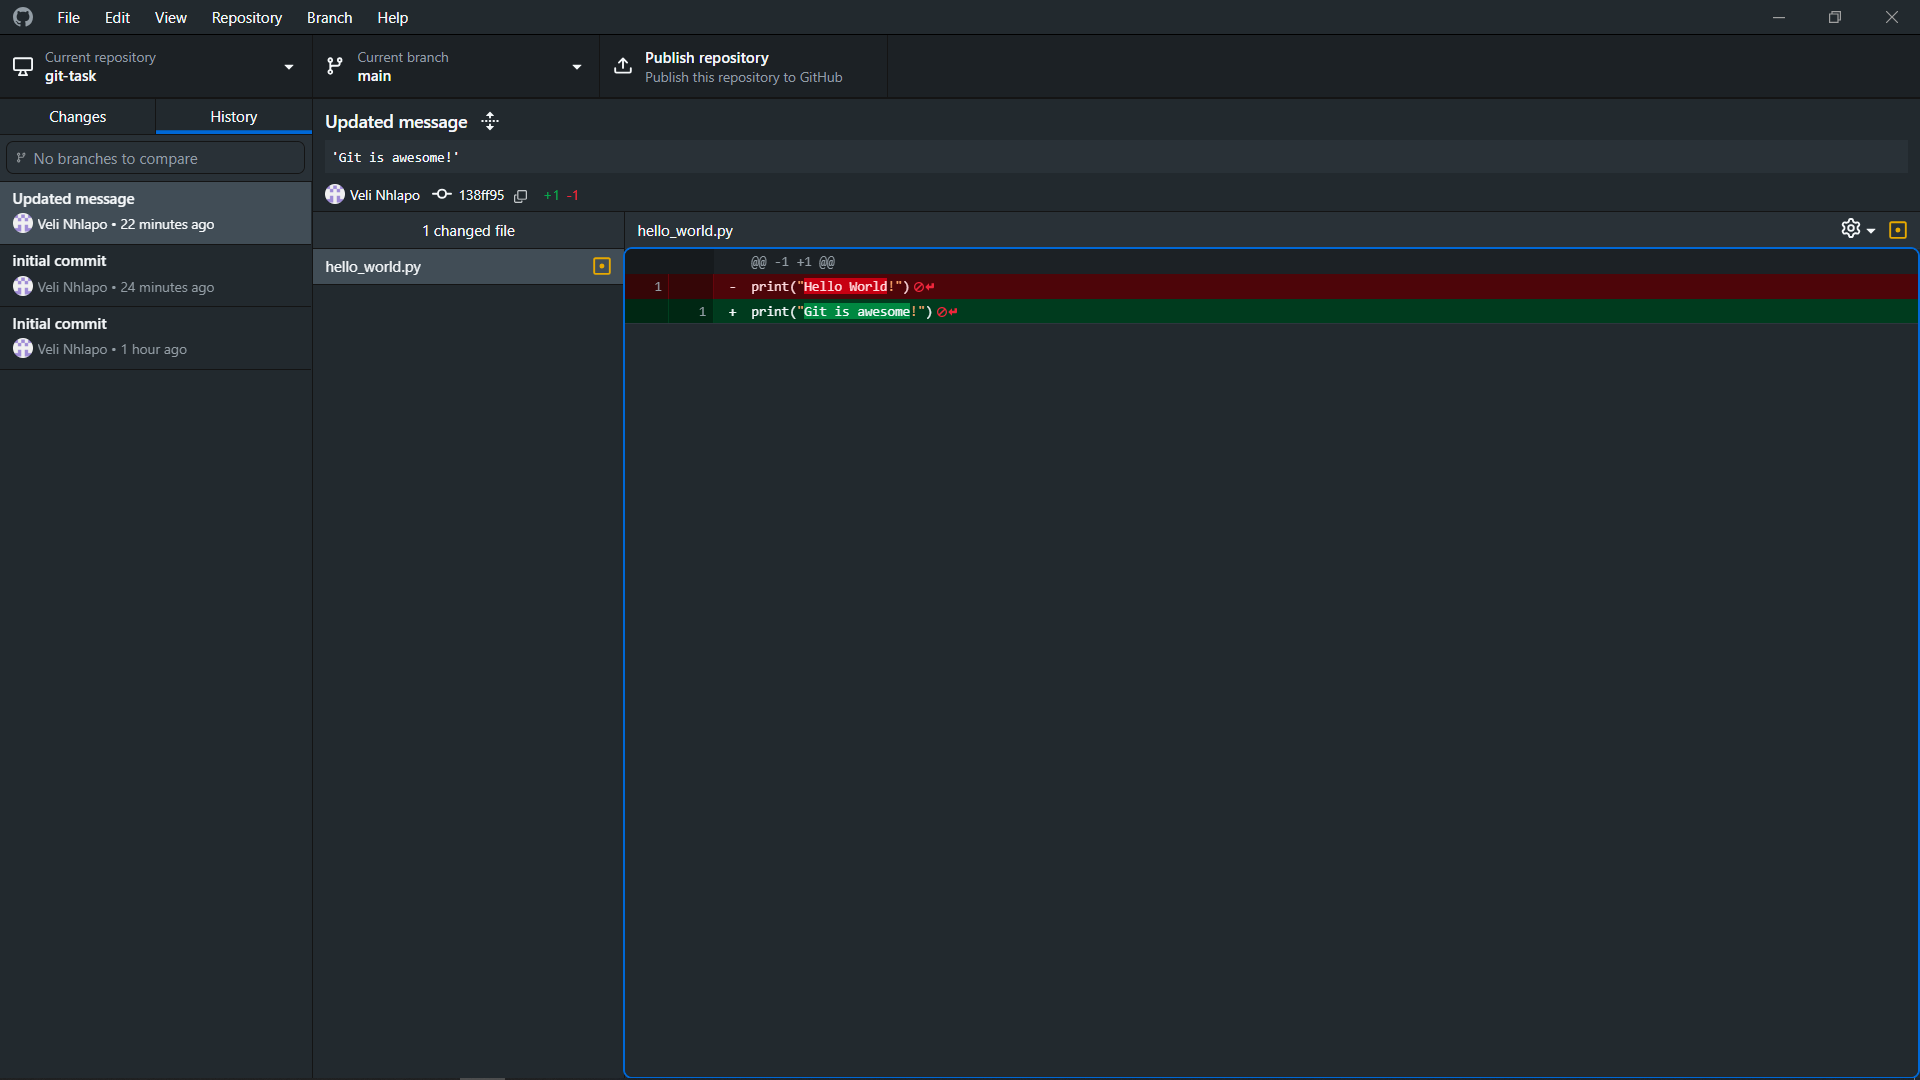 File Edit View Repository Branch Help
Current repository
git-task
Current branch
main
Publish repository
Publish this repository to GitHub
Changes
History
No branches to compare
Updated message
Veli Nhlapo • 22 minutes ago
initial commit
Veli Nhlapo • 24 minutes ago
Initial commit
Veli Nhlapo • 1 hour ago
Updated message
'Git is awesome!'
Veli Nhlapo 138ff95 +1 -1
1 changed file
hello_world.py
hello_world.py
@@ -1 +1 @@
1 - print("Hello World!")
1 + print("Git is awesome!")